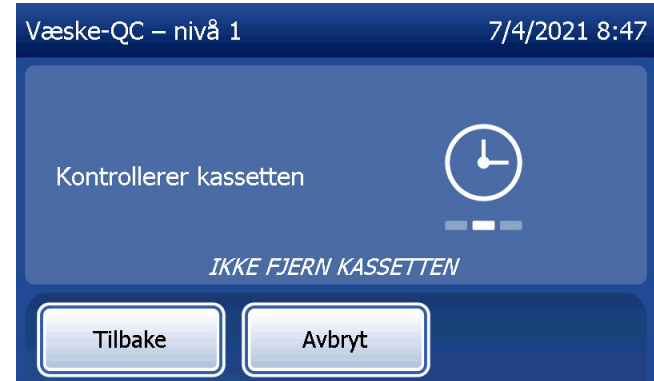 Væske-QC – nivå 1 7/4/2021 8:47
Kontrollerer kassetten
IKKE FJERN KASSETTEN
Tilbake Avbryt